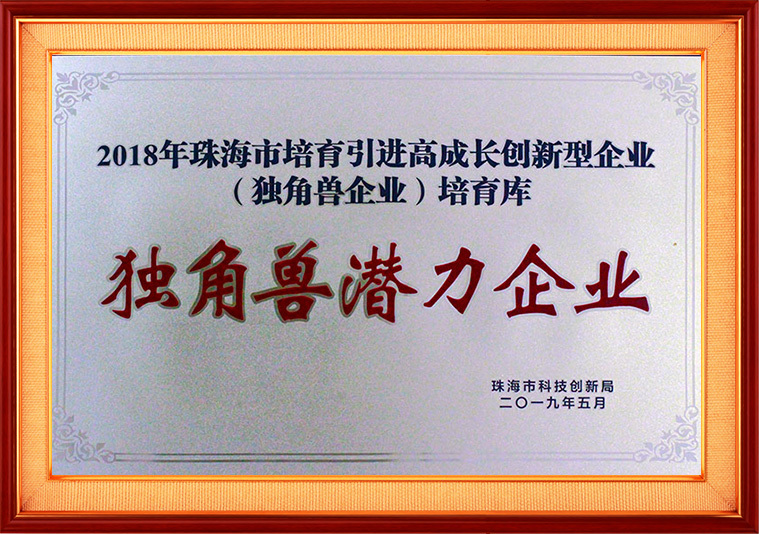 2018年珠海市培育引进高成长创新型企业
（独角兽企业）培育库
独角兽潜力企业
珠海市科技创新局
二〇一九年五月